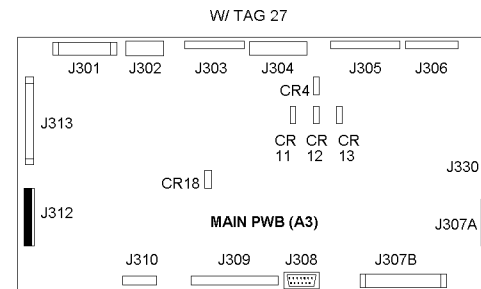 W/ TAG 27
J301 J302 J303 J304 J305 J306
CR4
J313
CR CR CR
11 12 13
J330
CR18
J312
MAIN PWB (A3)
J307A
J310 J309 J308 J307B